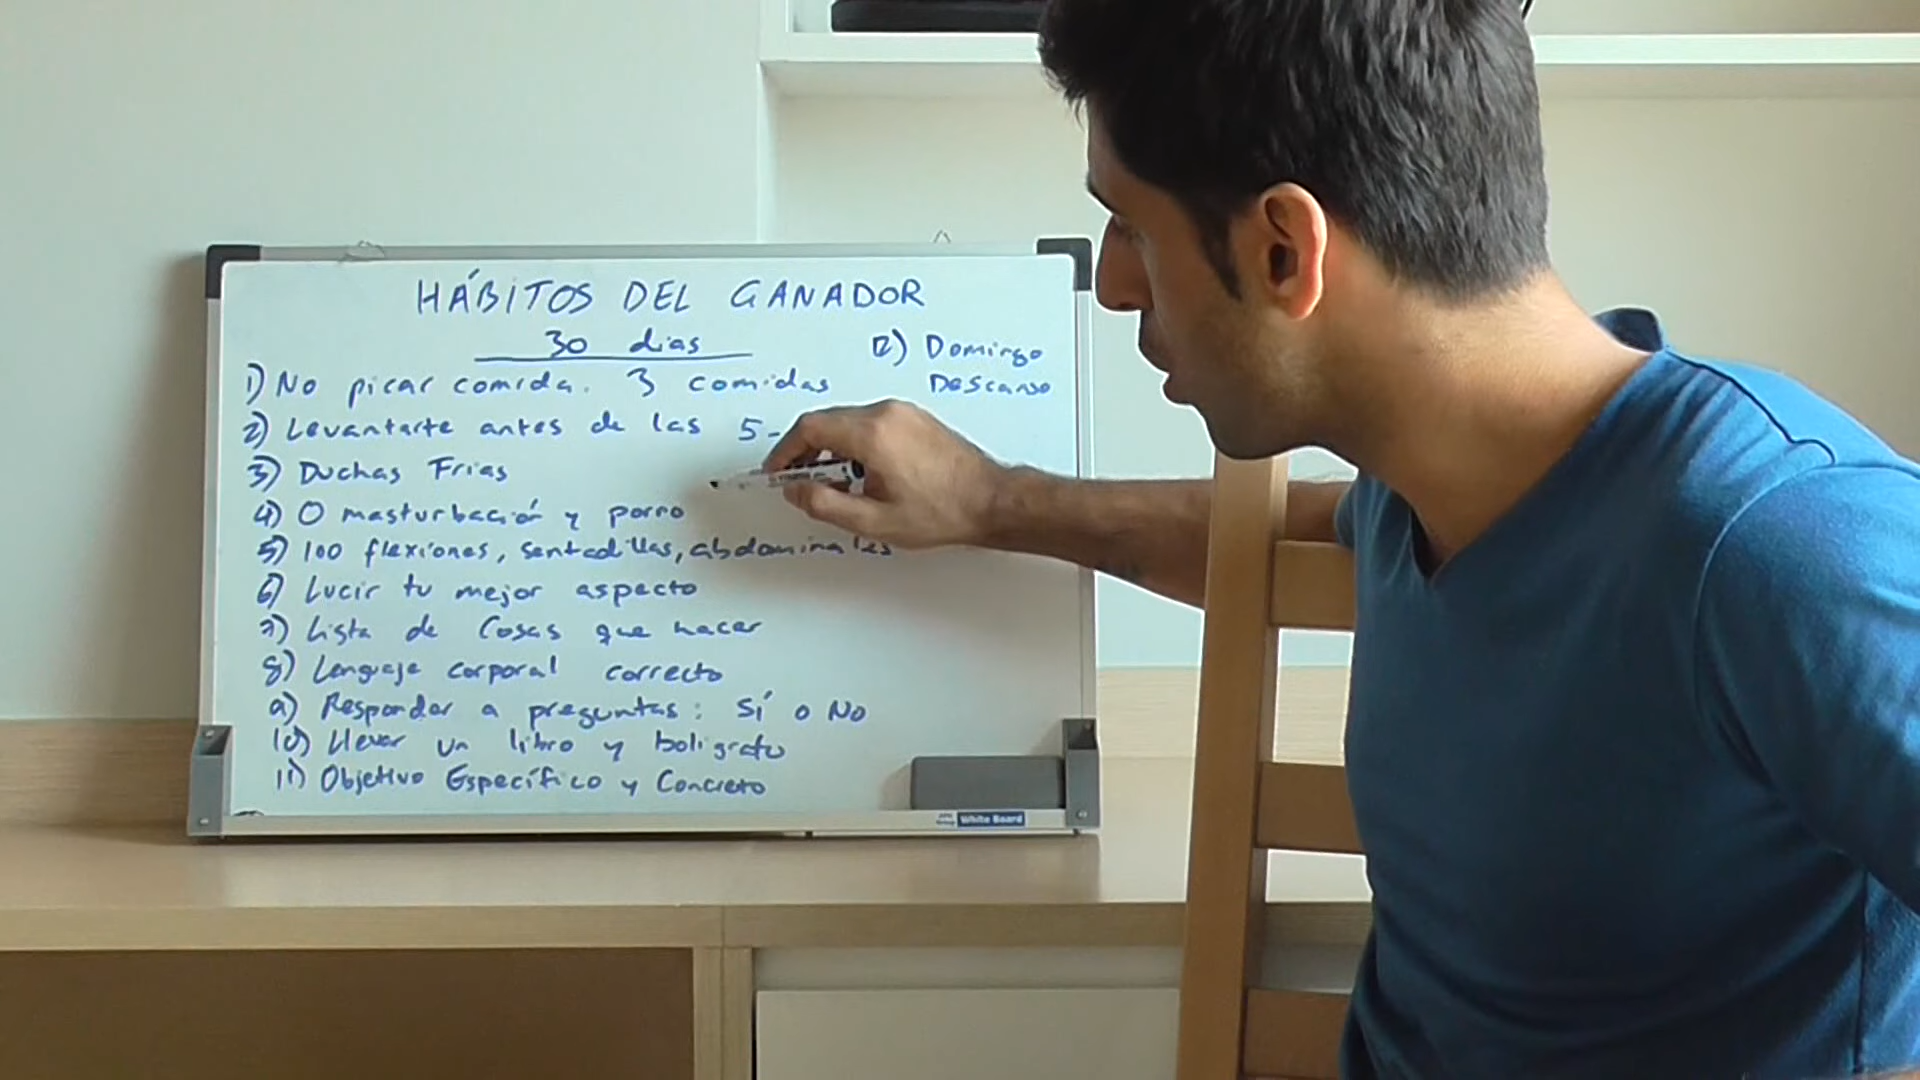 HÁBITOS DEL GANADOR
30 dias
1) No picar comida. 3 comidas
2) Levantarte antes de las 5-
3) Duchas Frias
4) 0 masturbación y porno
5) 100 flexiones, sentadillas, abdominales
6) Lucir tu mejor aspecto
7) Lista de Cosas que hacer
8) Lenguaje corporal correcto
9) Responder a preguntas: Sí o No
10) Llevar un libro y boligrafo
11) Objetivo Específico y Concreto
12) Domingo
Descanso
White Board